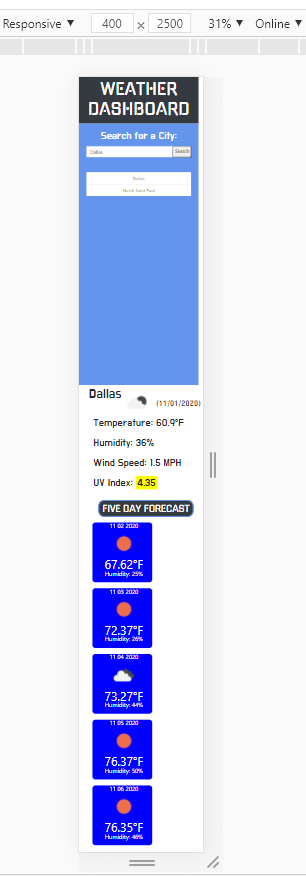 Responsive ▼ 400 × 2500 31% ▼ Online ▼
WEATHER
DASHBOARD
Search for a City:
Dallas Search
Dallas
North Saint Paul
Dallas (11/01/2020)
Temperature: 60.9°F
Humidity: 36%
Wind Speed: 1.5 MPH
UV Index: 4.35
FIVE DAY FORECAST
11 02 2020
67.62°F
Humidity: 25%
11 03 2020
72.37°F
Humidity: 26%
11 04 2020
73.27°F
Humidity: 44%
11 05 2020
76.37°F
Humidity: 50%
11 06 2020
76.35°F
Humidity: 46%